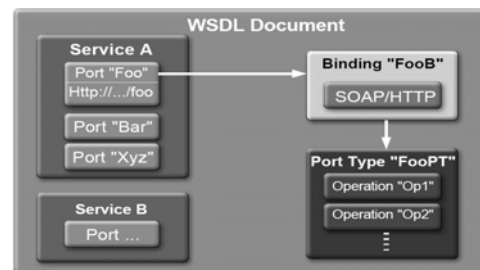 WSDL Document
Service A
Port "Foo"
Http://.../foo
Port "Bar"
Port "Xyz"
Service B
Port ...
Binding "FooB"
SOAP/HTTP
Port Type "FooPT"
Operation "Op1"
Operation "Op2"